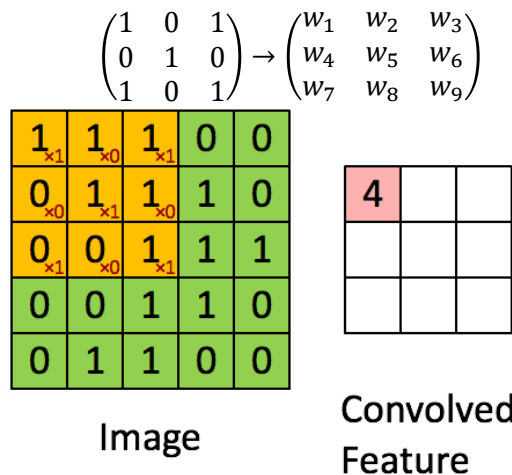 1 0 1 w₁ w₂ w₃
0 1 0 → w₄ w₅ w₆
1 0 1 w₇ w₈ w₉
1×1 1×0 1×1 0 0
0×0 1×1 1×0 1 0
4
0×1 0×0 1×1 1 1
0 0 1 1 0
0 1 1 0 0
Image
Convolved
Feature